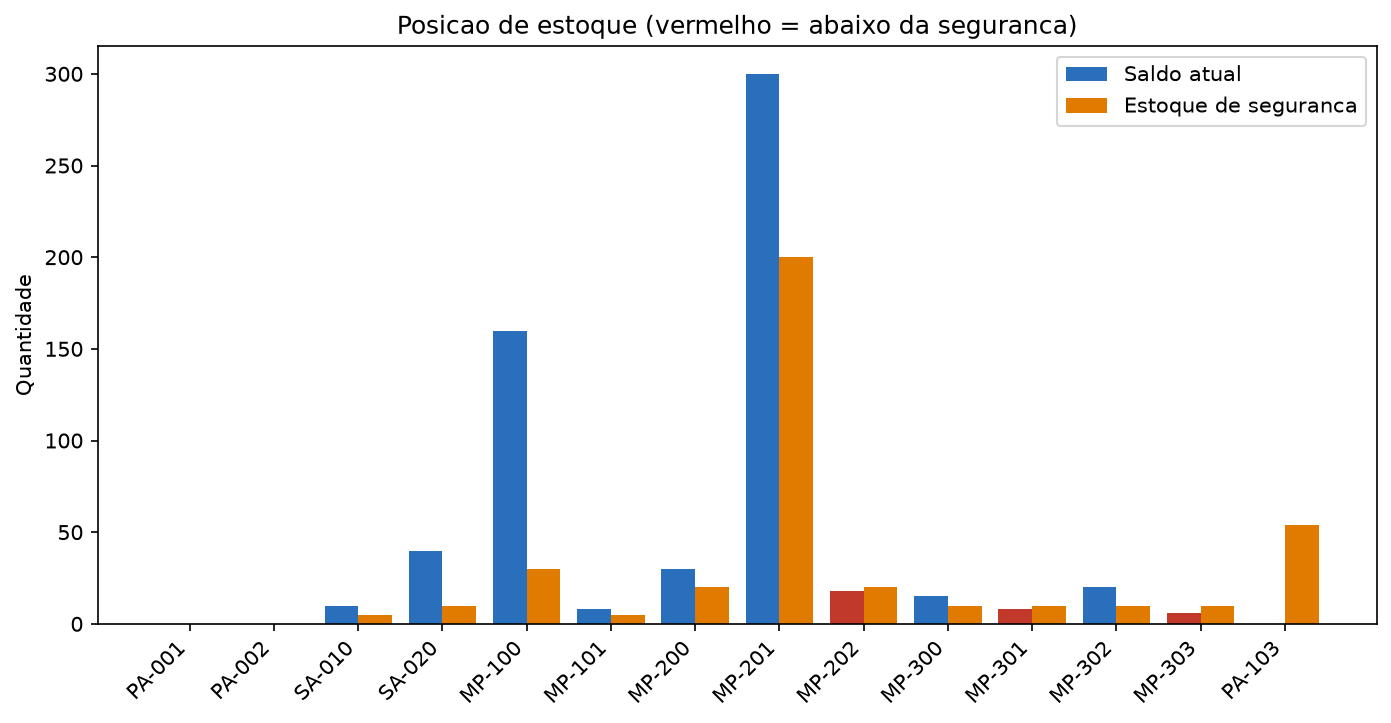 Posicao de estoque (vermelho = abaixo da seguranca)
Saldo atual
Estoque de seguranca
Quantidade
300
250
200
150
100
50
0
PA-001
PA-002
SA-010
SA-020
MP-100
MP-101
MP-200
MP-201
MP-202
MP-300
MP-301
MP-302
MP-303
PA-103